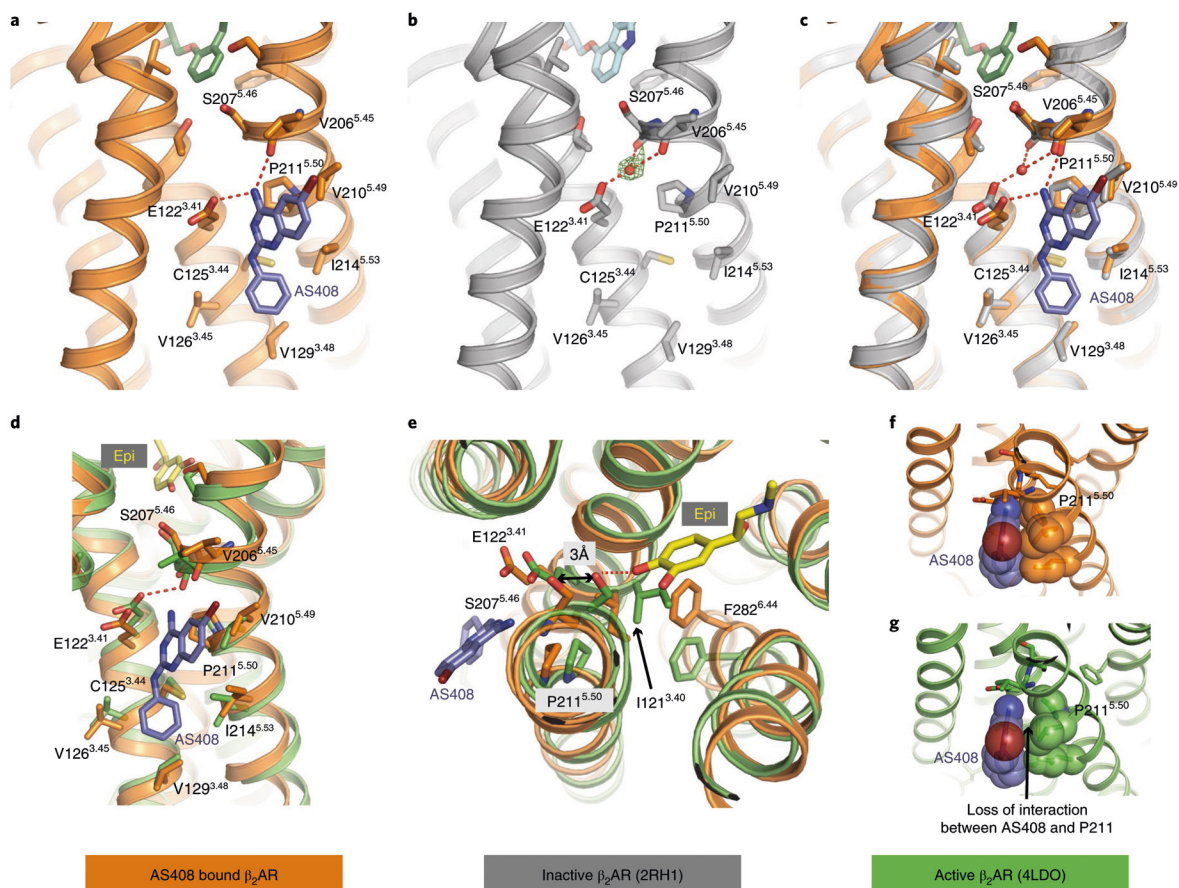 a
S207^5.46
V206^5.45
P211^5.50
V210^5.49
E122^3.41
C125^3.44
I214^5.53
AS408
V126^3.45
V129^3.48
b
S207^5.46
V206^5.45
V210^5.49
E122^3.41
P211^5.50
C125^3.44
I214^5.53
V126^3.45
V129^3.48
c
S207^5.46
V206^5.45
P211^5.50
V210^5.49
E122^3.41
C125^3.44
I214^5.53
AS408
V126^3.45
V129^3.48
d
Epi
S207^5.46
V206^5.45
V210^5.49
E122^3.41
P211^5.50
C125^3.44
I214^5.53
AS408
V126^3.45
V129^3.48
e
Epi
E122^3.41
3Å
S207^5.46
F282^6.44
AS408
P211^5.50
I121^3.40
f
P211^5.50
AS408
g
P211^5.50
AS408
Loss of interaction
between AS408 and P211
AS408 bound β₂AR
Inactive β₂AR (2RH1)
Active β₂AR (4LDO)